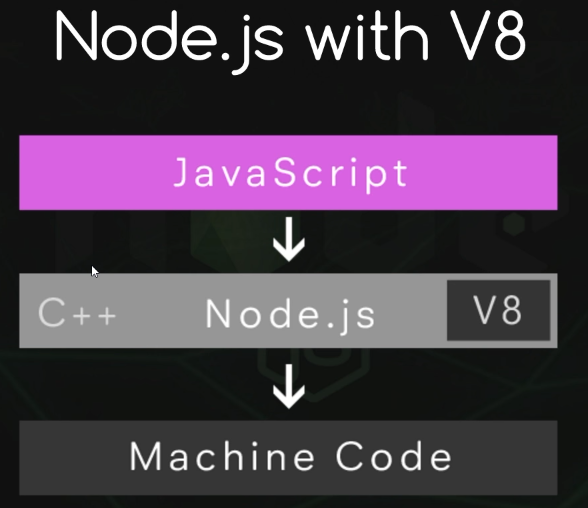 Node.js with V8
JavaScript
C++ Node.js V8
Machine Code